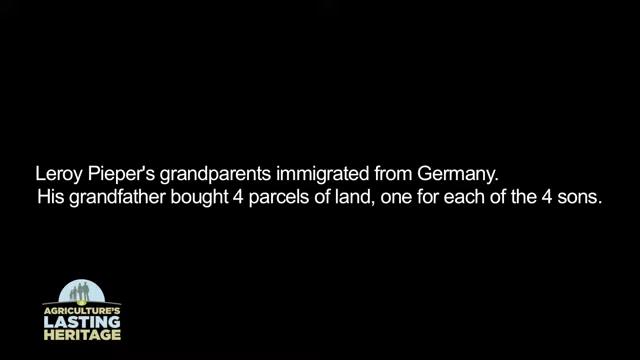 Leroy Pieper's grandparents immigrated from Germany.
His grandfather bought 4 parcels of land, one for each of the 4 sons.
AGRICULTURE'S
LASTING
HERITAGE